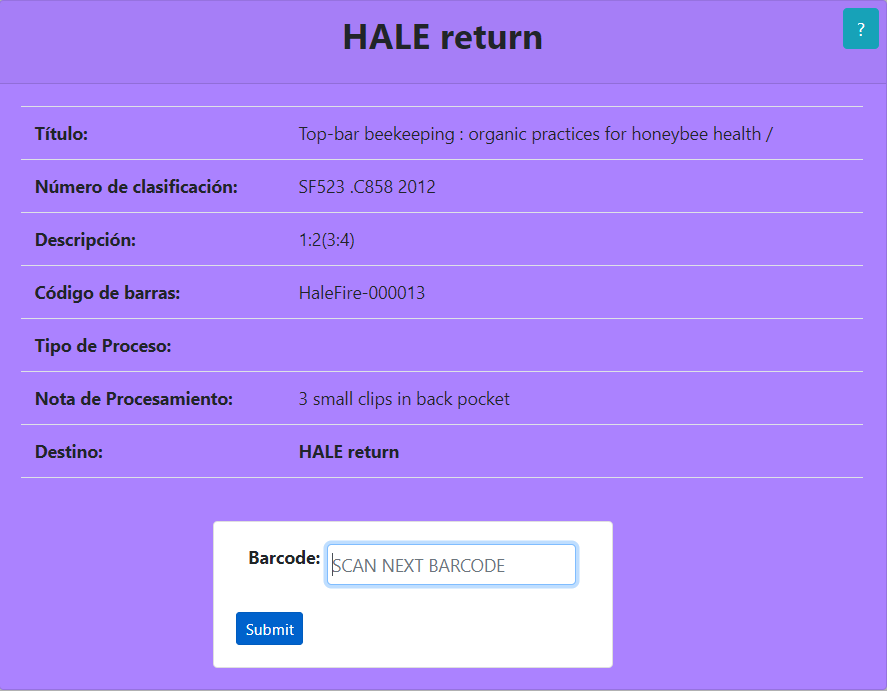 HALE return
?
Título: Top-bar beekeeping : organic practices for honeybee health /
Número de clasificación: SF523 .C858 2012
Descripción: 1:2(3:4)
Código de barras: HaleFire-000013
Tipo de Proceso:
Nota de Procesamiento: 3 small clips in back pocket
Destino: HALE return
Barcode: SCAN NEXT BARCODE
Submit